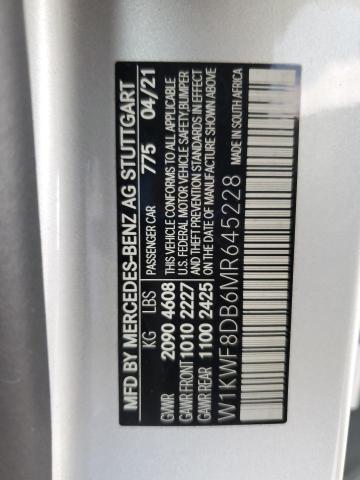 MFD BY MERCEDES-BENZ AG STUTTGART
PASSENGER CAR 775 04/21
KG LBS
GVWR 2090 4608
GAWR FRONT 1010 2227
GAWR REAR 1100 2425
THIS VEHICLE CONFORMS TO ALL APPLICABLE
U.S. FEDERAL MOTOR VEHICLE SAFETY,BUMPER
AND THEFT PREVENTION STANDARDS IN EFFECT
ON THE DATE OF MANUFACTURE SHOWN ABOVE
W1KWF8DB6MR645228
MADE IN SOUTH AFRICA